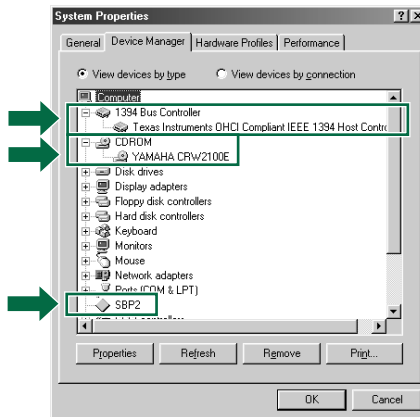 System Properties
General Device Manager Hardware Profiles Performance
View devices by type View devices by connection
Computer
1394 Bus Controller
Texas Instruments OHCI Compliant IEEE 1394 Host Contro
CDROM
YAMAHA CRW2100E
Disk drives
Display adapters
Floppy disk controllers
Hard disk controllers
Keyboard
Monitors
Mouse
Network adapters
Ports (COM & LPT)
SBP2
Properties Refresh Remove Print...
OK Cancel